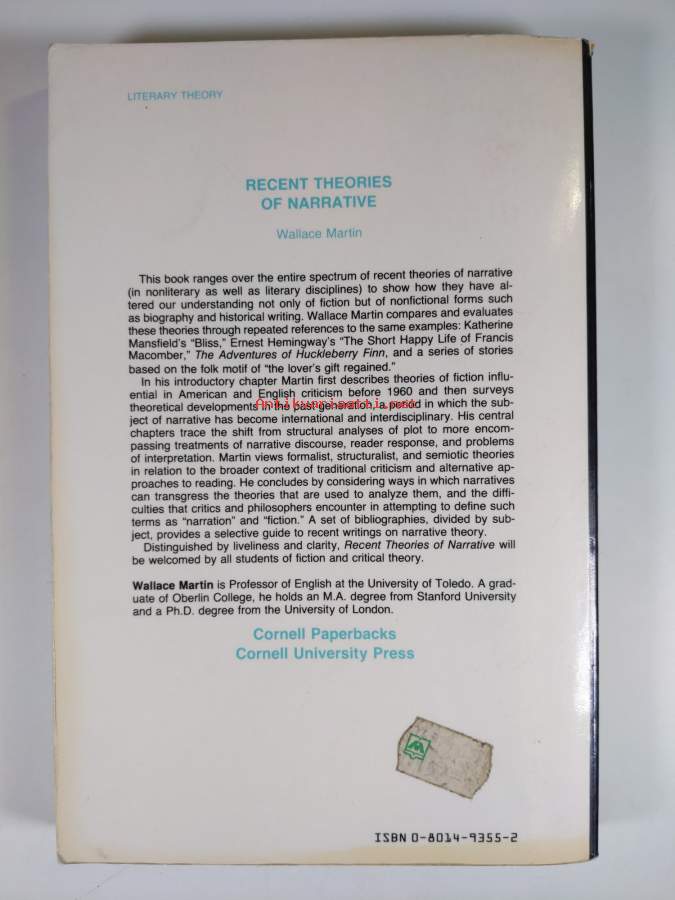 LITERARY THEORY
RECENT THEORIES
OF NARRATIVE
Wallace Martin
This book ranges over the entire spectrum of recent theories of narrative
(in nonliterary as well as literary disciplines) to show how they have al-
tered our understanding not only of fiction but of nonfictional forms such
as biography and historical writing. Wallace Martin compares and evaluates
these theories through repeated references to the same examples: Katherine
Mansfield's “Bliss,” Ernest Hemingway's “The Short Happy Life of Francis
Macomber,” The Adventures of Huckleberry Finn, and a series of stories
based on the folk motif of “the lover's gift regained.”
In his introductory chapter Martin first describes theories of fiction influ-
ential in American and English criticism before 1960 and then surveys
theoretical developments in the past generation, a period in which the sub-
ject of narrative has become international and interdisciplinary. His central
chapters trace the shift from structural analyses of plot to more encom-
passing treatments of narrative discourse, reader response, and problems
of interpretation. Martin views formalist, structuralist, and semiotic theories
in relation to the broader context of traditional criticism and alternative ap-
proaches to reading. He concludes by considering ways in which narratives
can transgress the theories that are used to analyze them, and the diffi-
culties that critics and philosophers encounter in attempting to define such
terms as “narration” and “fiction.” A set of bibliographies, divided by sub-
ject, provides a selective guide to recent writings on narrative theory.
Distinguished by liveliness and clarity, Recent Theories of Narrative will
be welcomed by all students of fiction and critical theory.
Wallace Martin is Professor of English at the University of Toledo. A grad-
uate of Oberlin College, he holds an M.A. degree from Stanford University
and a Ph.D. degree from the University of London.
Cornell Paperbacks
Cornell University Press
ISBN 0-8014-9355-2